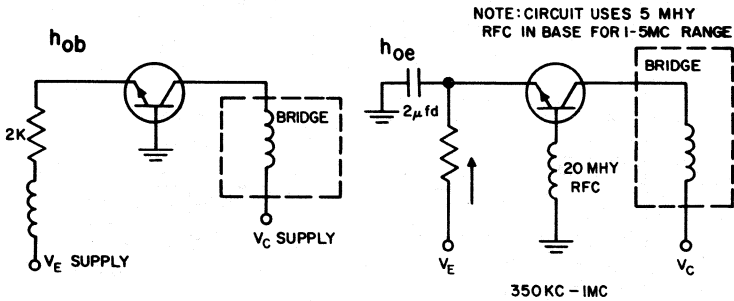 NOTE: CIRCUIT USES 5 MHY
RFC IN BASE FOR 1-5MC RANGE
hob
2K
BRIDGE
VC SUPPLY
VE SUPPLY
hoe
2μfd
BRIDGE
20 MHY
RFC
VE
VC
350KC-1MC